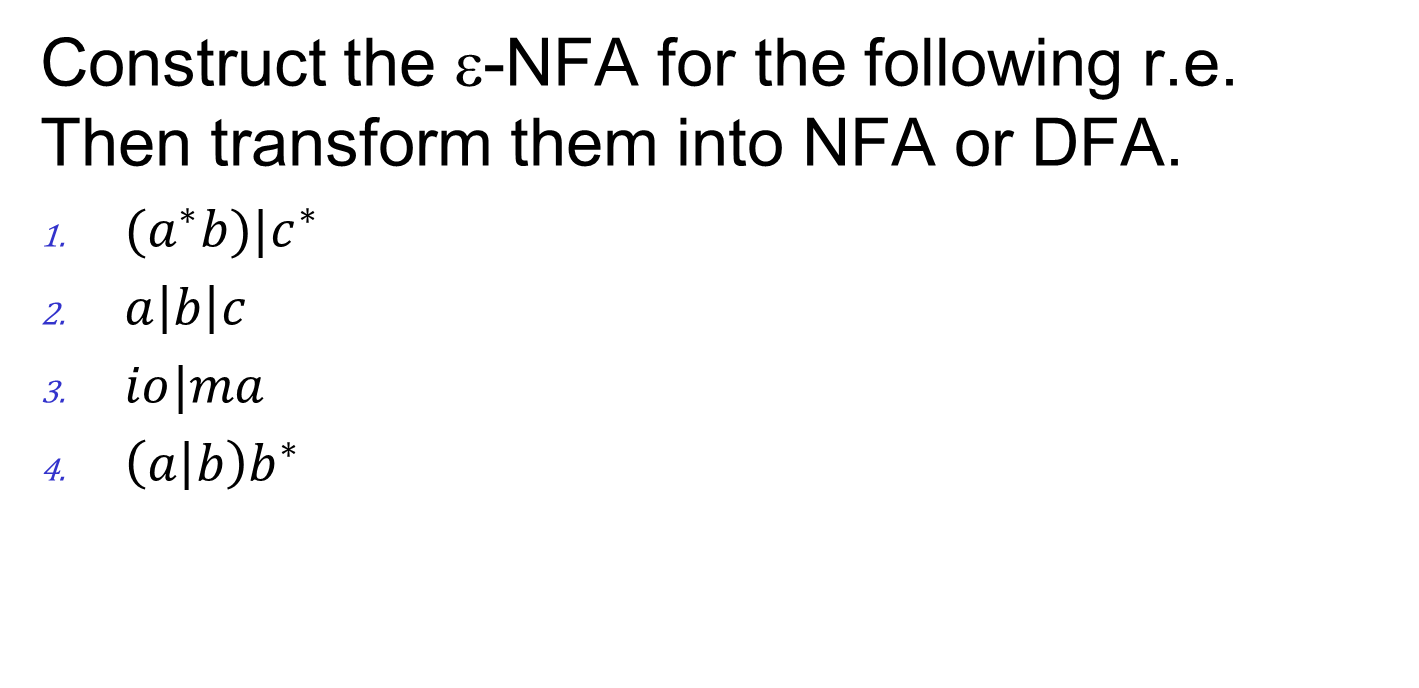 Construct the ε-NFA for the following r.e.
Then transform them into NFA or DFA.
1. (a*b)|c*
2. a|b|c
3. io|ma
4. (a|b)b*